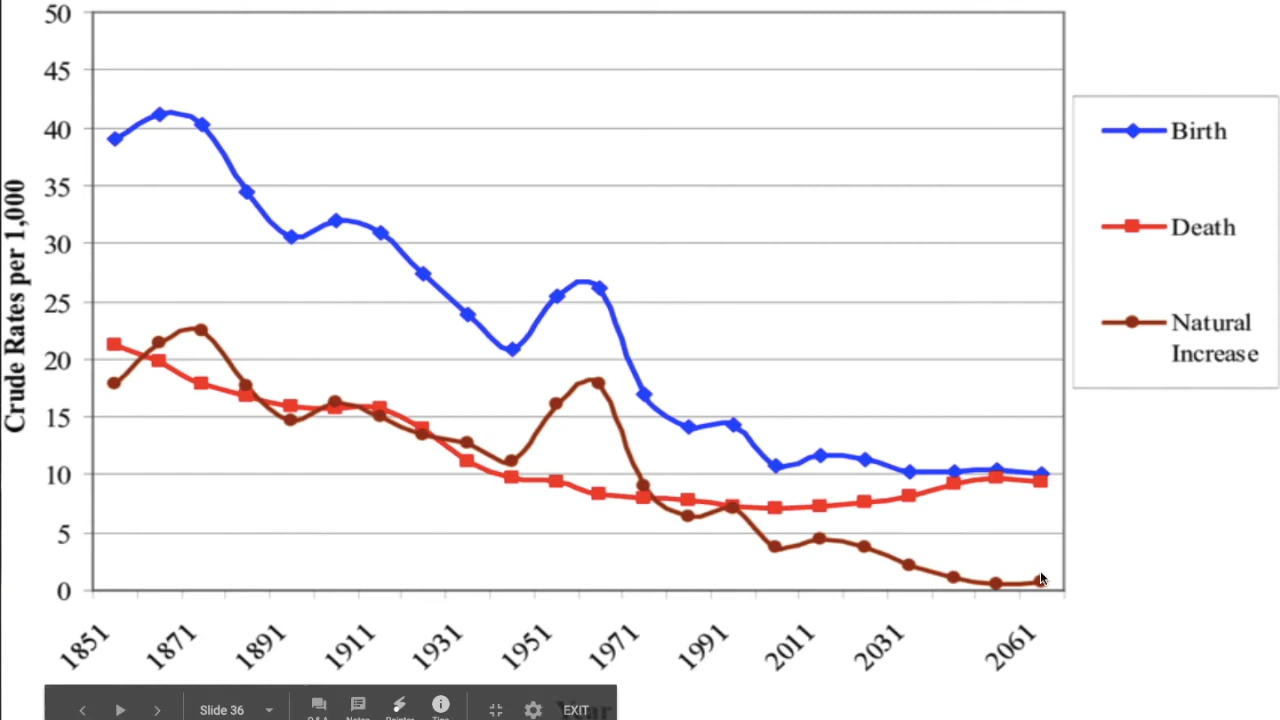 50
45
40
35
30
25
20
15
10
5
0
Crude Rates per 1,000
1851
1871
1891
1911
1931
1951
1971
1991
2011
2031
2061
Birth
Death
Natural
Increase
Slide 36
EXIT
Year